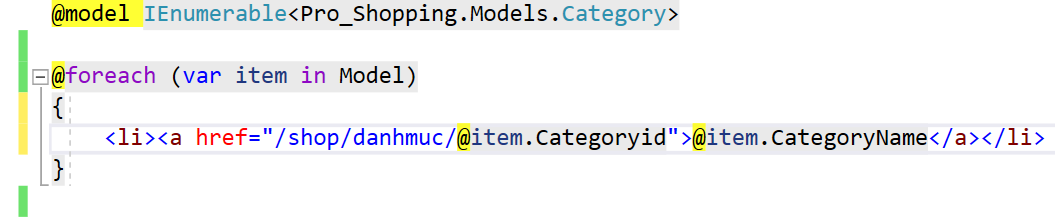 @model IEnumerable<Pro_Shopping.Models.Category>
@foreach (var item in Model)
{
<li><a href="/shop/danhmuc/@item.Categoryid">@item.CategoryName</a></li>
}